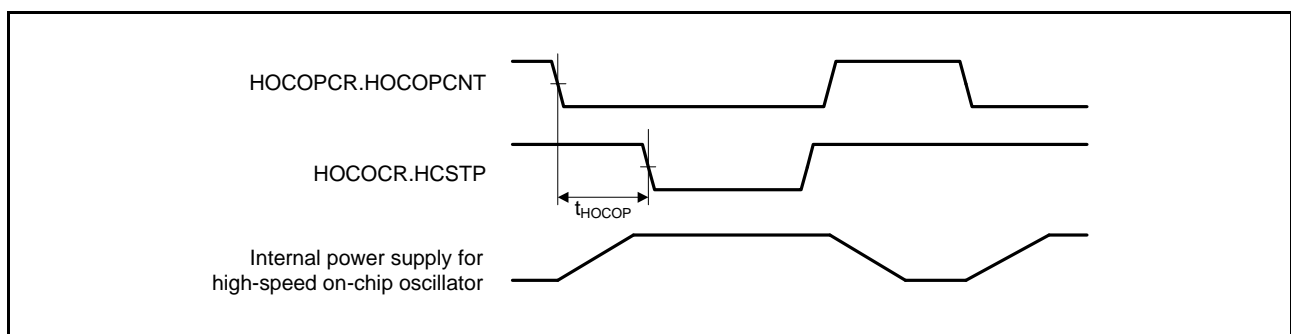 HOCOPCR.HOCOPCNT
HOCOCR.HCSTP
tHOCOP
Internal power supply for
high-speed on-chip oscillator